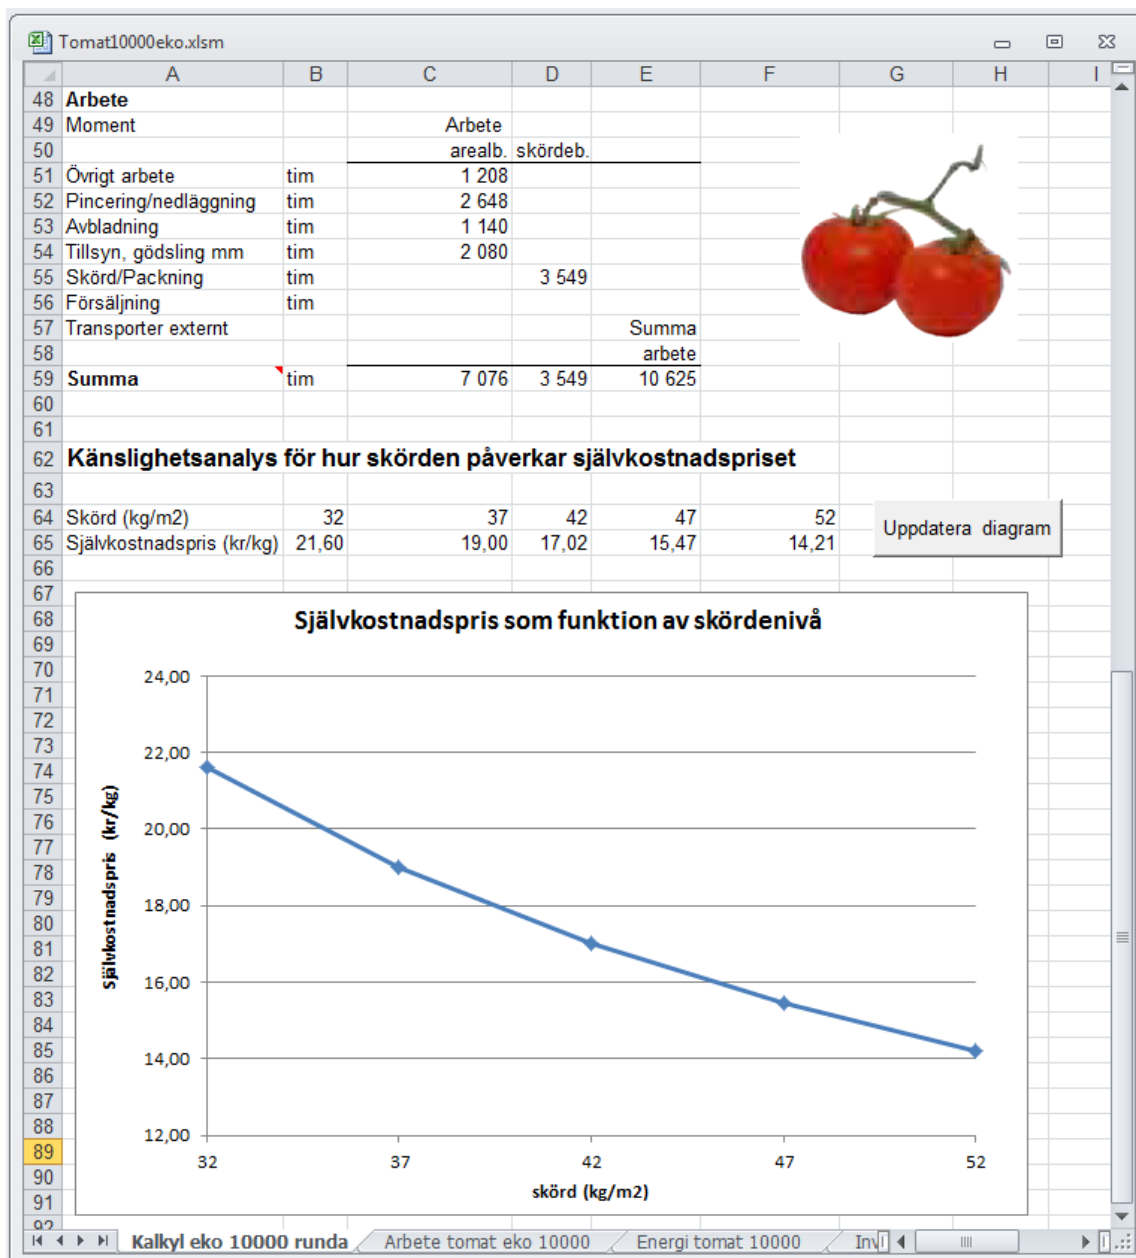 Tomat10000eko.xlsm
A B C D E F G H I
48 Arbete
49 Moment Arbete
50 arealb. skördeb.
51 Övrigt arbete tim 1 208
52 Pincering/nedläggning tim 2 648
53 Avbladning tim 1 140
54 Tillsyn, gödsling mm tim 2 080
55 Skörd/Packning tim 3 549
56 Försäljning tim
57 Transporter externt Summa
58 arbete
59 Summa tim 7 076 3 549 10 625
60
61
62 Känslighetsanalys för hur skörden påverkar självkostnadspriset
63
64 Skörd (kg/m2) 32 37 42 47 52
65 Självkostnadspris (kr/kg) 21,60 19,00 17,02 15,47 14,21
Uppdatera diagram
66
67
68
69
70
71
72
73
74
75
76
77
78
79
80
81
82
83
84
85
86
87
88
89
90
91
92
Självkostnadspris som funktion av skördenivå
Självkostnadspris (kr/kg)
24,00
22,00
20,00
18,00
16,00
14,00
12,00
32 37 42 47 52
skörd (kg/m2)
Kalkyl eko 10000 runda Arbete tomat eko 10000 Energi tomat 10000 Inv